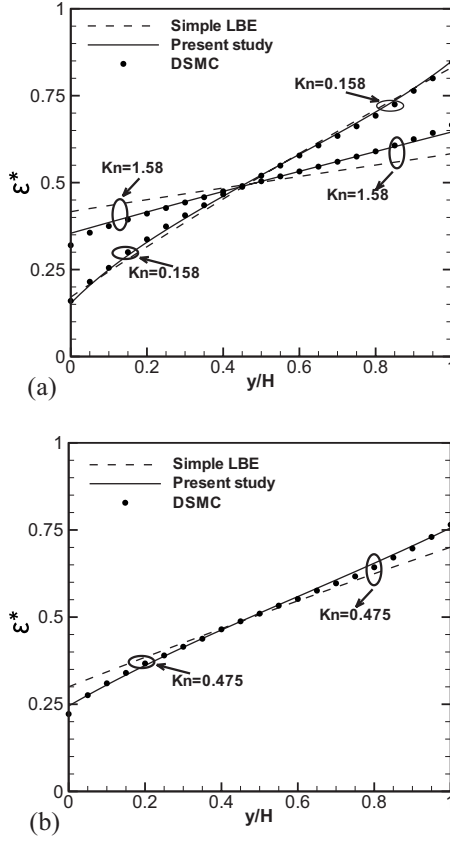 1
Simple LBE
Present study
DSMC
Kn=0.158
0.75
ε*
0.5
Kn=1.58
Kn=1.58
0.25
Kn=0.158
0
0 0.2 0.4 0.6 0.8 1
(a)
y/H
1
Simple LBE
Present study
DSMC
0.75
ε*
0.5
Kn=0.475
Kn=0.475
0.25
0
0 0.2 0.4 0.6 0.8 1
(b)
y/H